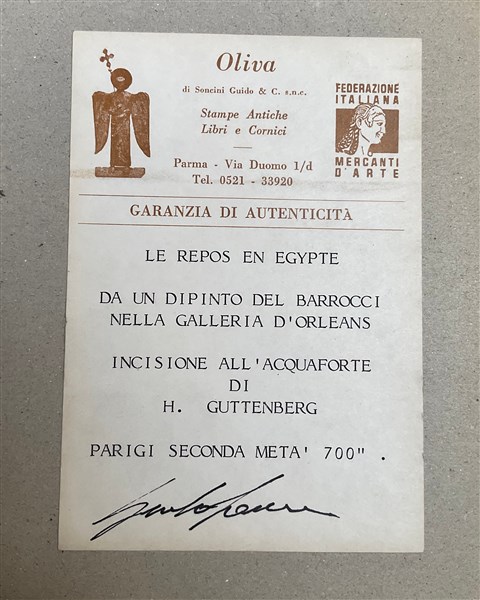 Oliva
di Soncini Guido & C. s.n.c.
Stampe Antiche
Libri e Cornici
Parma - Via Duomo 1/d
Tel. 0521 - 33920
FEDERAZIONE
ITALIANA
MERCANTI
D'ARTE
GARANZIA DI AUTENTICITÀ
LE REPOS EN EGYPTE
DA UN DIPINTO DEL BARROCCI
NELLA GALLERIA D'ORLEANS
INCISIONE ALL'ACQUAFORTE
DI
H. GUTTENBERG
PARIGI SECONDA META' 700" .